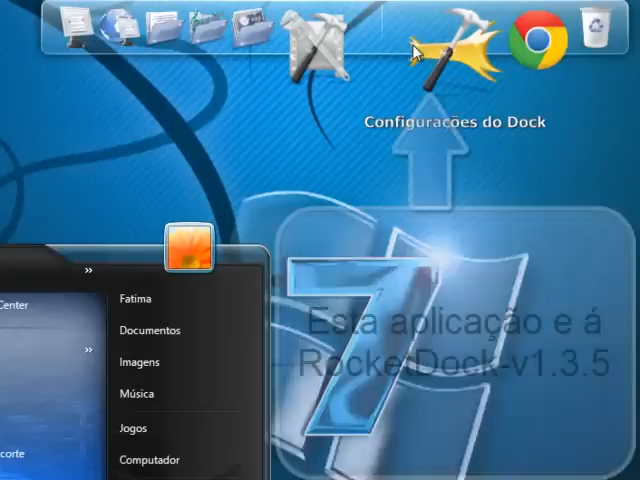 Configurações do Dock
Esta aplicação e á
RocketDock-v1.3.5
Fatima
Center
Documentos
Imagens
Música
Jogos
corte
Computador